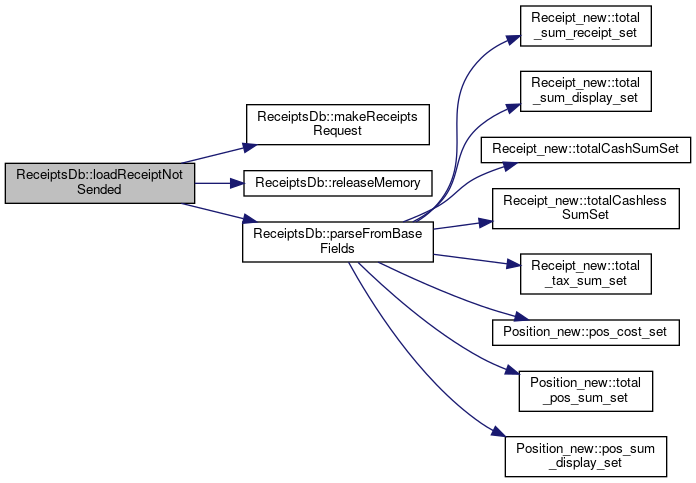 ReceiptsDb::loadReceiptNot
Sended
ReceiptsDb::makeReceipts
Request
ReceiptsDb::releaseMemory
ReceiptsDb::parseFromBase
Fields
Receipt_new::total
_sum_receipt_set
Receipt_new::total
_sum_display_set
Receipt_new::totalCashSumSet
Receipt_new::totalCashless
SumSet
Receipt_new::total
_tax_sum_set
Position_new::pos_cost_set
Position_new::total
_pos_sum_set
Position_new::pos_sum
_display_set